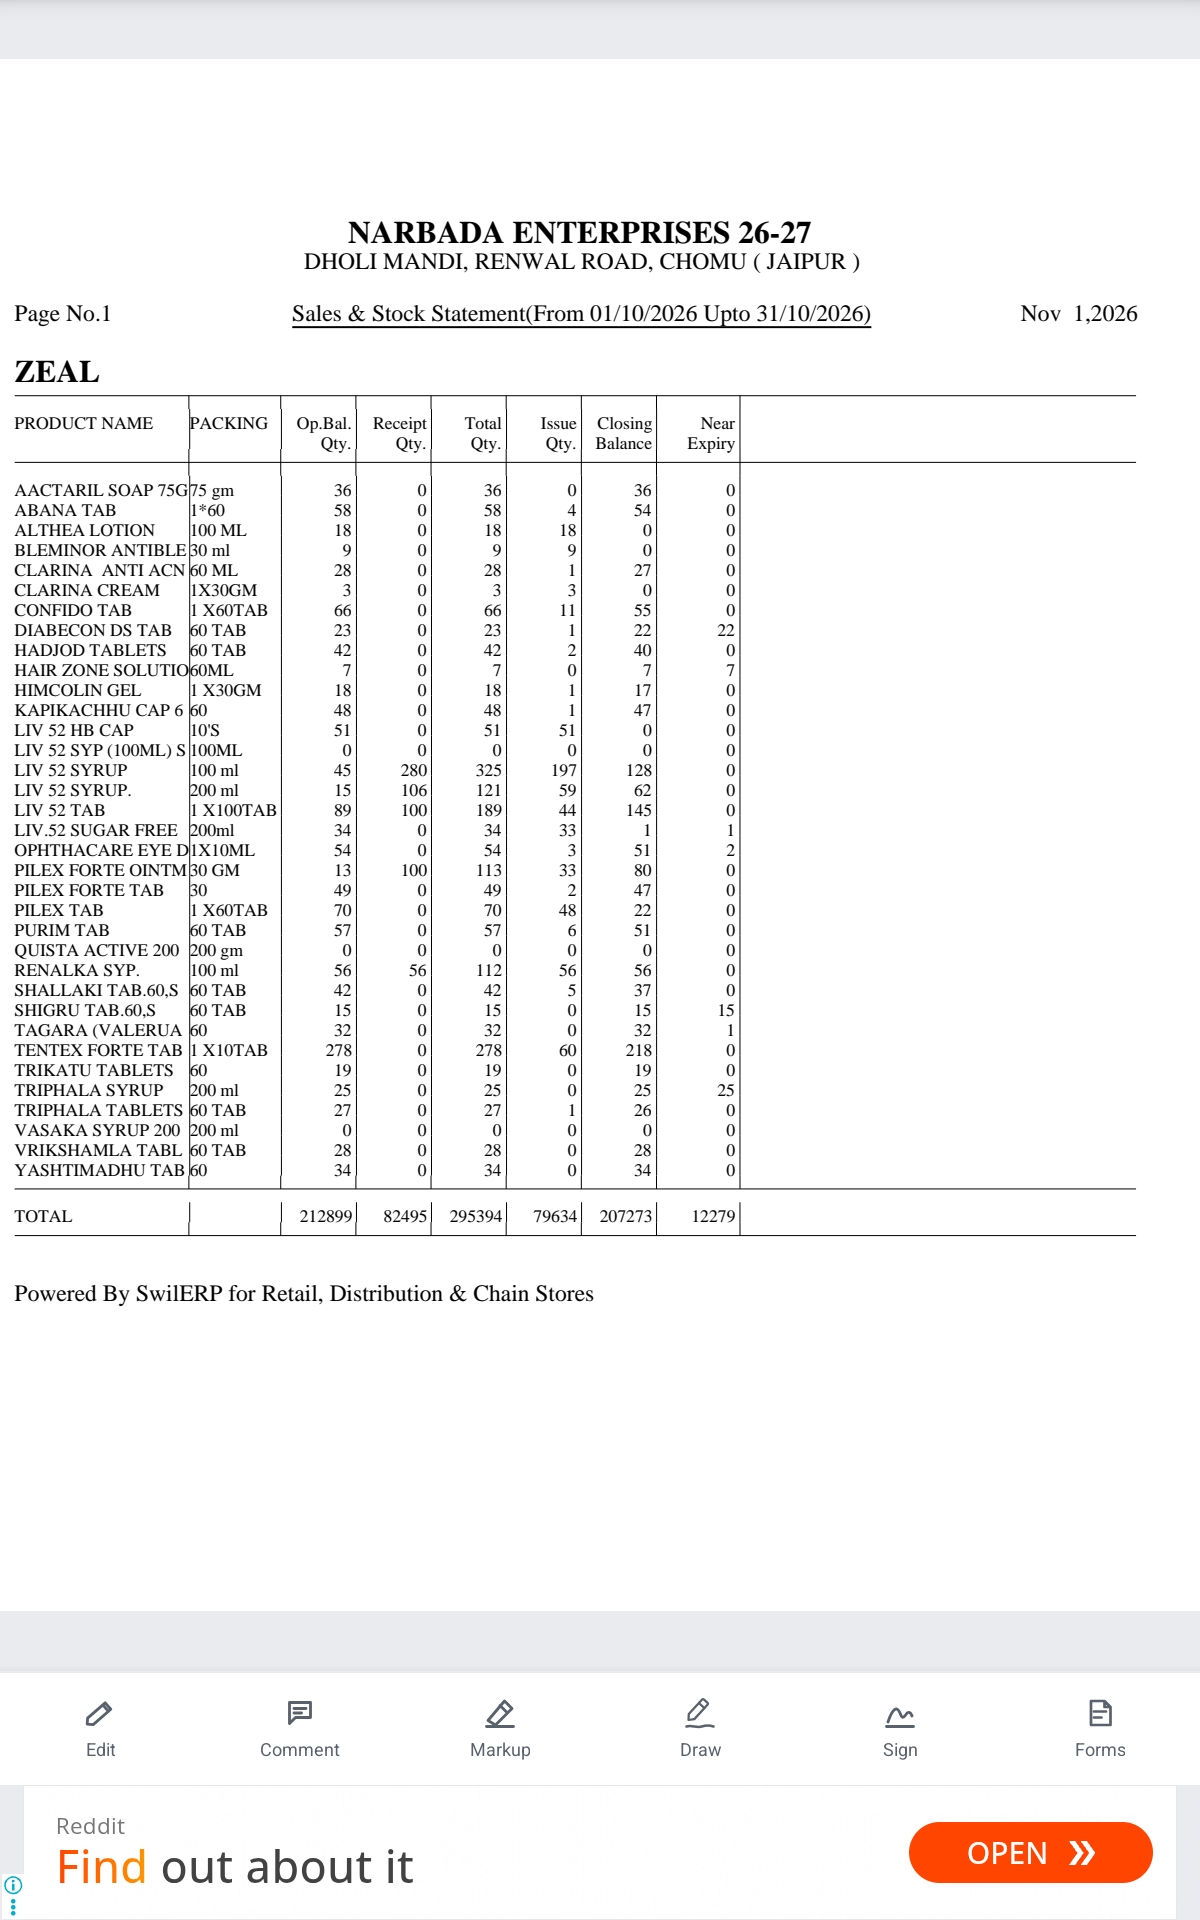 NARBADA ENTERPRISES 26-27
DHOLI MANDI, RENWAL ROAD, CHOMU ( JAIPUR )
Page No.1 Sales & Stock Statement(From 01/10/2026 Upto 31/10/2026) Nov 1,2026
ZEAL
PRODUCT NAME PACKING Op.Bal. Receipt Total Issue Closing Near
Qty. Qty. Qty. Qty. Balance Expiry
AACTARIL SOAP 75G 75 gm 36 0 36 0 36 0
ABANA TAB 1*60 58 0 58 4 54 0
ALTHEA LOTION 100 ML 18 0 18 18 0 0
BLEMINOR ANTIBLE 30 ml 9 0 9 9 0 0
CLARINA ANTI ACN 60 ML 28 0 28 1 27 0
CLARINA CREAM 1X30GM 3 0 3 3 0 0
CONFIDO TAB 1 X60TAB 66 0 66 11 55 0
DIABECON DS TAB 60 TAB 23 0 23 1 22 22
HADJOD TABLETS 60 TAB 42 0 42 2 40 0
HAIR ZONE SOLUTIO 60ML 7 0 7 0 7 7
HIMCOLIN GEL 1 X30GM 18 0 18 1 17 0
KAPIKACHHU CAP 6 60 48 0 48 1 47 0
LIV 52 HB CAP 10'S 51 0 51 51 0 0
LIV 52 SYP (100ML) S 100ML 0 0 0 0 0 0
LIV 52 SYRUP 100 ml 45 280 325 197 128 0
LIV 52 SYRUP. 200 ml 15 106 121 59 62 0
LIV 52 TAB 1 X100TAB 89 100 189 44 145 0
LIV.52 SUGAR FREE 200ml 34 0 34 33 1 1
OPHTHACARE EYE D 1X10ML 54 0 54 3 51 2
PILEX FORTE OINTM 30 GM 13 100 113 33 80 0
PILEX FORTE TAB 30 49 0 49 2 47 0
PILEX TAB 1 X60TAB 70 0 70 48 22 0
PURIM TAB 60 TAB 57 0 57 6 51 0
QUISTA ACTIVE 200 200 gm 0 0 0 0 0 0
RENALKA SYP. 100 ml 56 56 112 56 56 0
SHALLAKI TAB.60,S 60 TAB 42 0 42 5 37 0
SHIGRU TAB.60,S 60 TAB 15 0 15 0 15 15
TAGARA (VALERUA 60 32 0 32 0 32 1
TENTEX FORTE TAB 1 X10TAB 278 0 278 60 218 0
TRIKATU TABLETS 60 19 0 19 0 19 0
TRIPHALA SYRUP 200 ml 25 0 25 0 25 25
TRIPHALA TABLETS 60 TAB 27 0 27 1 26 0
VASAKA SYRUP 200 200 ml 0 0 0 0 0 0
VRIKSHAMLA TABL 60 TAB 28 0 28 0 28 0
YASHTIMADHU TAB 60 34 0 34 0 34 0
TOTAL 212899 82495 295394 79634 207273 12279
Powered By SwilERP for Retail, Distribution & Chain Stores
Edit Comment Markup Draw Sign Forms
Reddit
Find out about it
OPEN